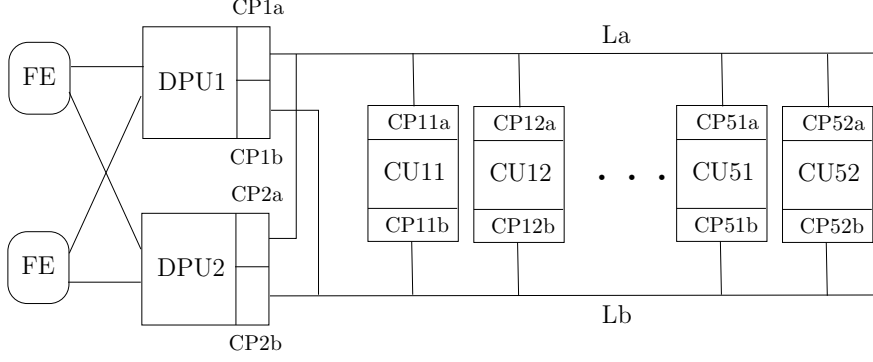 CP1a
La
FE
DPU1
CP11a
CP12a
CP51a
CP52a
CP1b
CU11
CU12
. . .
CU51
CU52
CP2a
CP11b
CP12b
CP51b
CP52b
FE
DPU2
La
Lb
CP2b